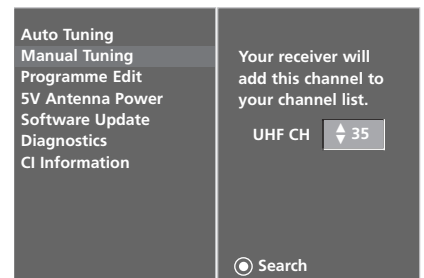 Auto Tuning
Manual Tuning
Programme Edit
5V Antenna Power
Software Update
Diagnostics
CI Information
Your receiver will
add this channel to
your channel list.
UHF CH 35
Search